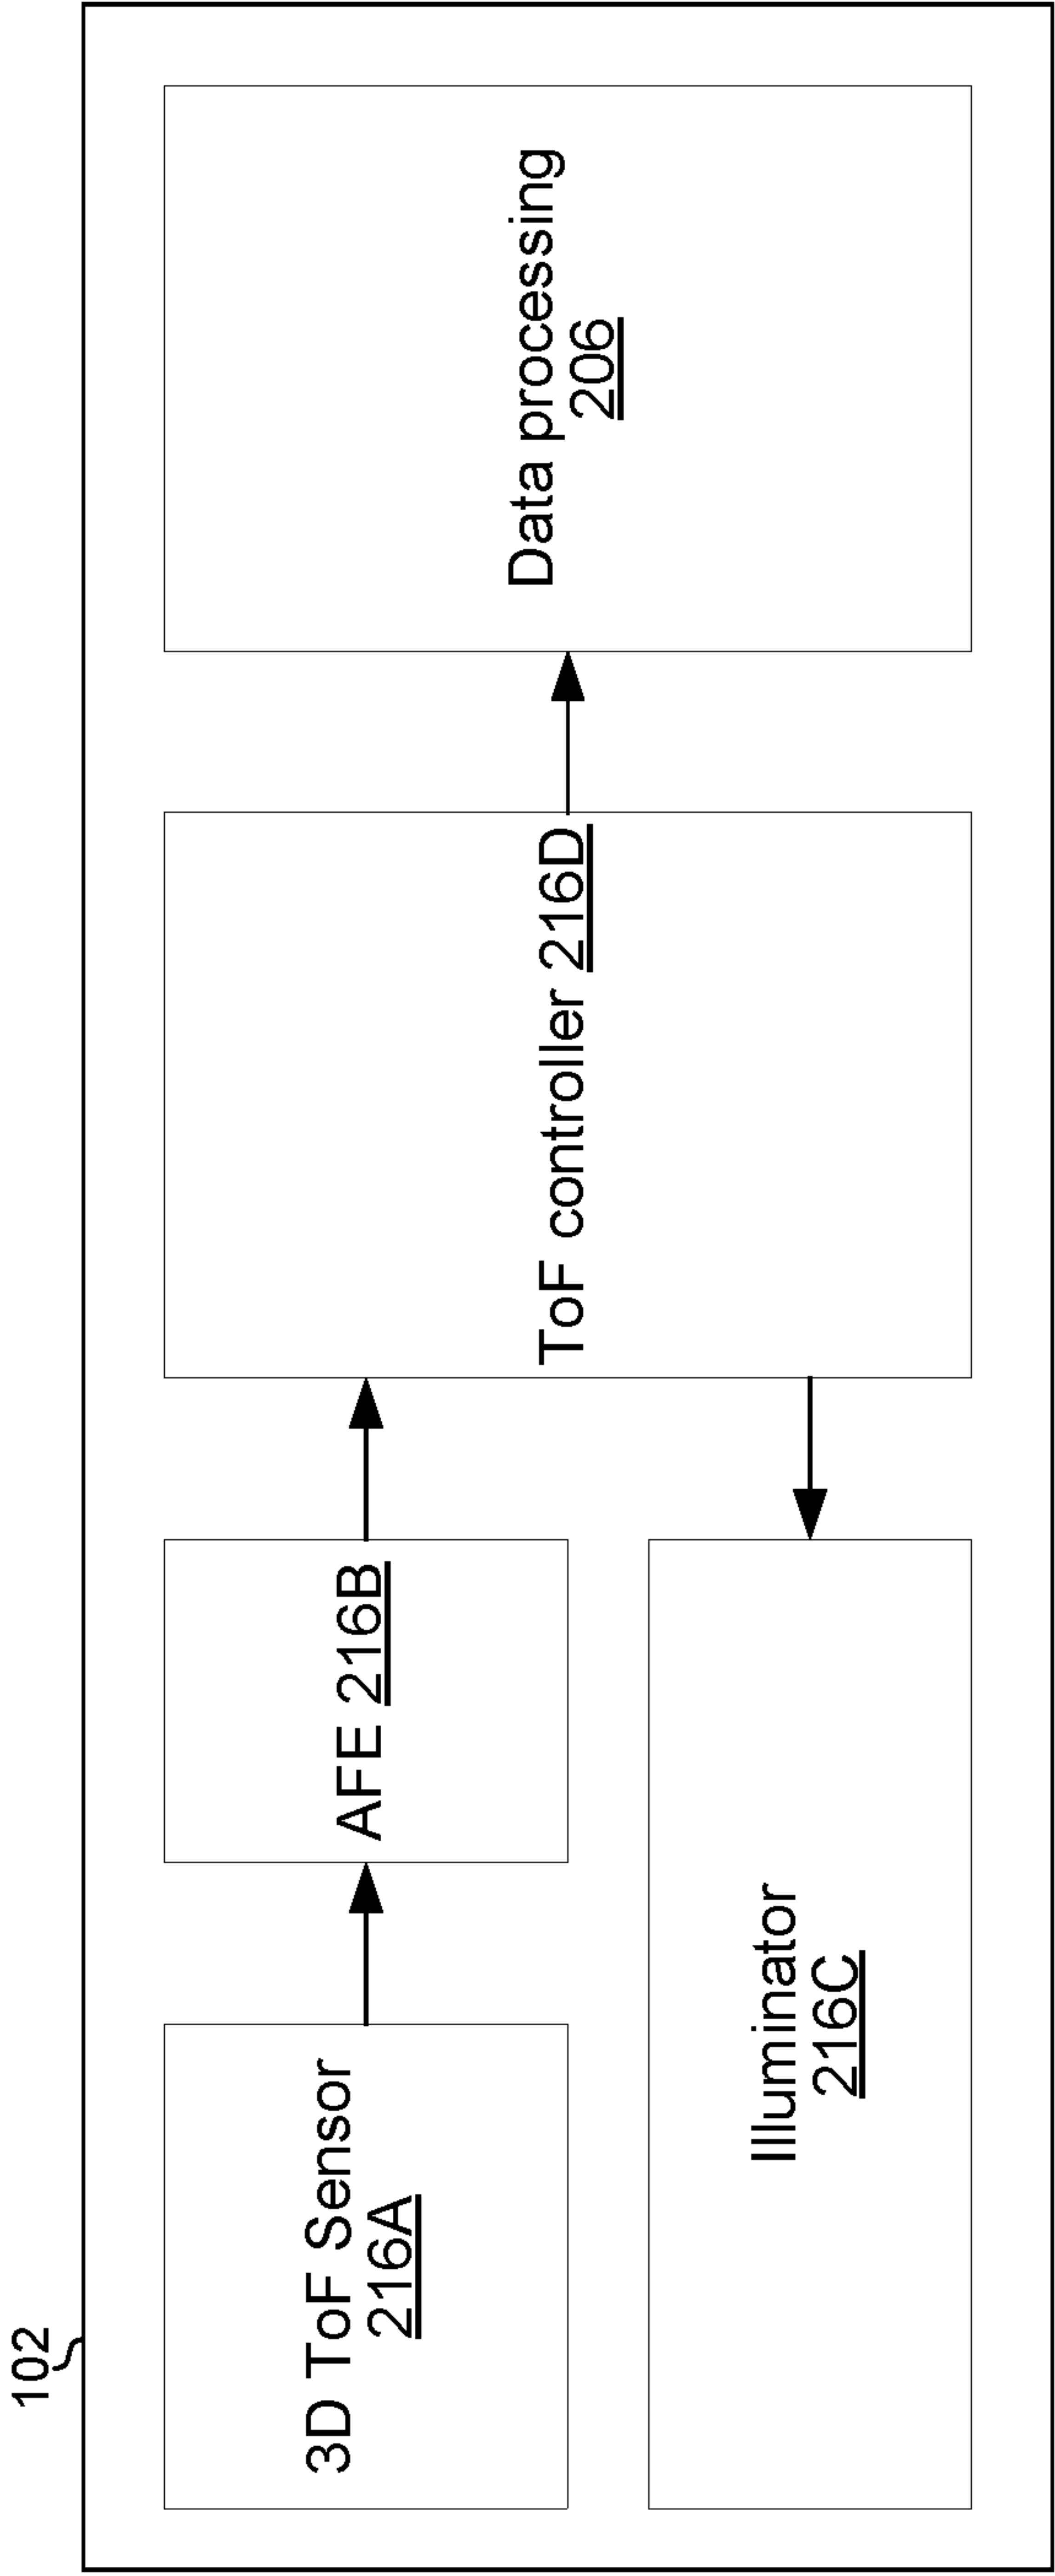 102
3D ToF Sensor
216A
AFE 216B
ToF controller 216D
Data processing
206
Illuminator
216C